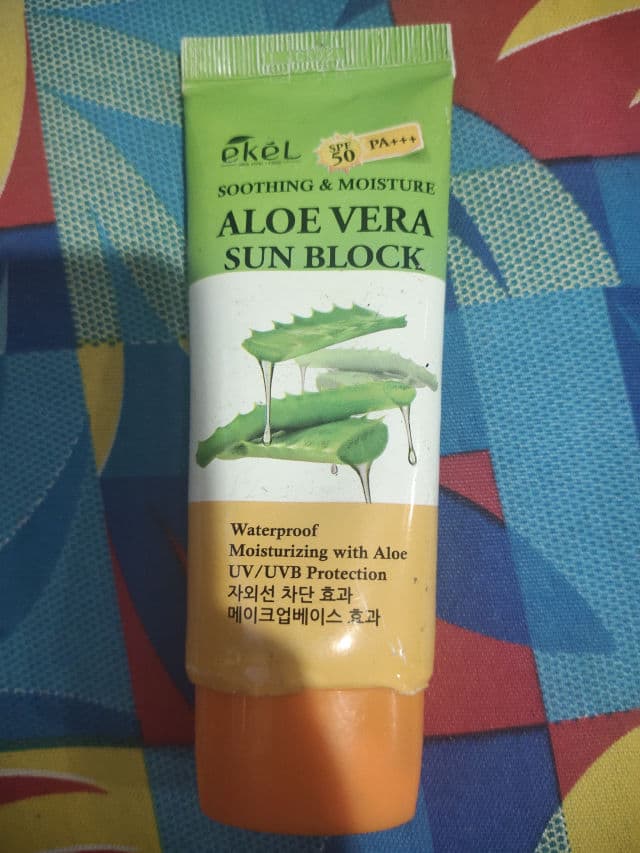 ekeL
SPF 50 PA+++
SOOTHING & MOISTURE
ALOE VERA
SUN BLOCK
Waterproof
Moisturizing with Aloe
UV/UVB Protection
자외선 차단 효과
메이크업베이스 효과